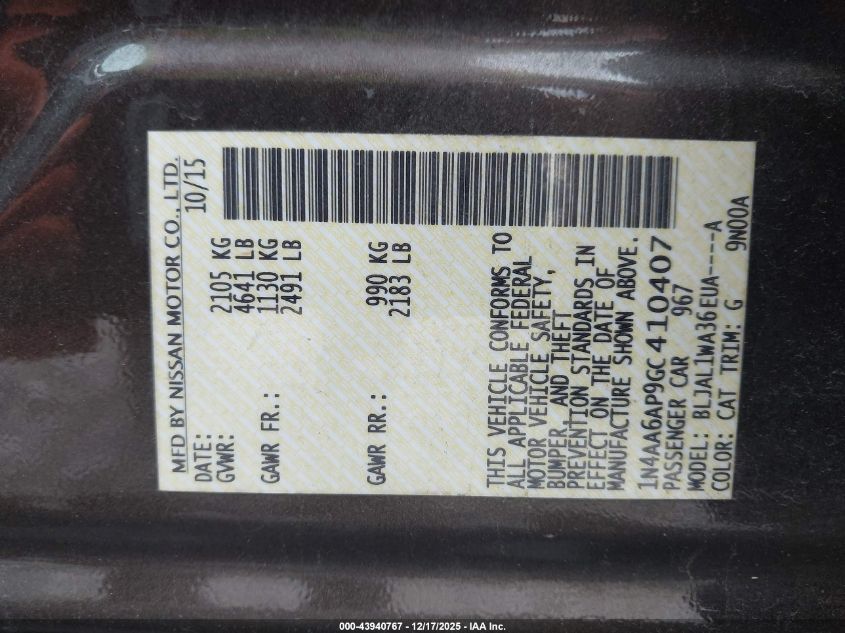 MFD BY NISSAN MOTOR CO., LTD.
DATE: 10/15
GVWR: 2105 KG
4641 LB
GAWR FR.: 1130 KG
2491 LB
GAWR RR.: 990 KG
2183 LB
THIS VEHICLE CONFORMS TO
ALL APPLICABLE FEDERAL
MOTOR VEHICLE SAFETY,
BUMPER, AND THEFT
PREVENTION STANDARDS IN
EFFECT ON THE DATE OF
MANUFACTURE SHOWN ABOVE.
1N4AA6AP9GC410407
PASSENGER CAR 967
MODEL: BLJAL1WA36EUA----A
COLOR: CAT TRIM: G 9N00A
000-43940767 - 12/17/2025 - IAA Inc.